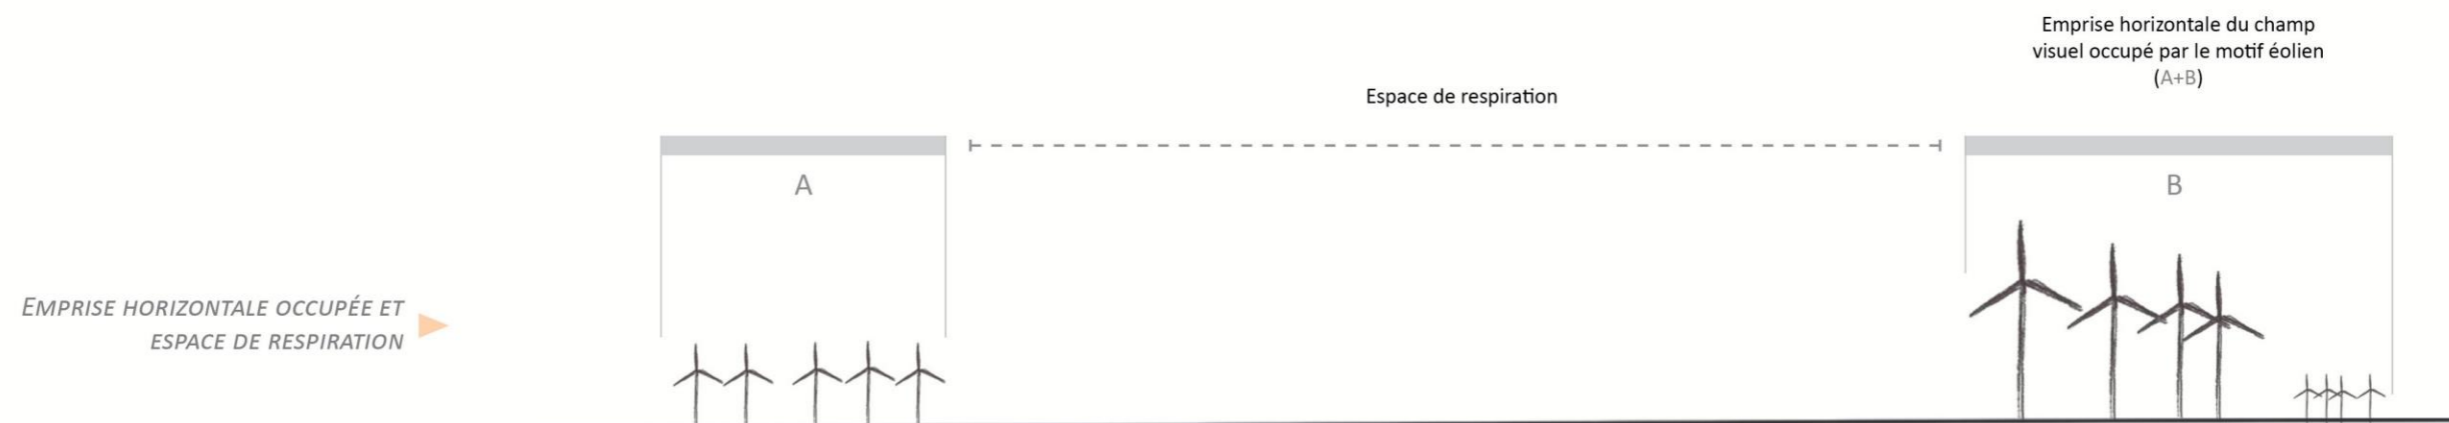 Emprise horizontale du champ
visuel occupé par le motif éolien
(A+B)
Espace de respiration
A
B
EMPRISE HORIZONTALE OCCUPÉE ET
ESPACE DE RESPIRATION